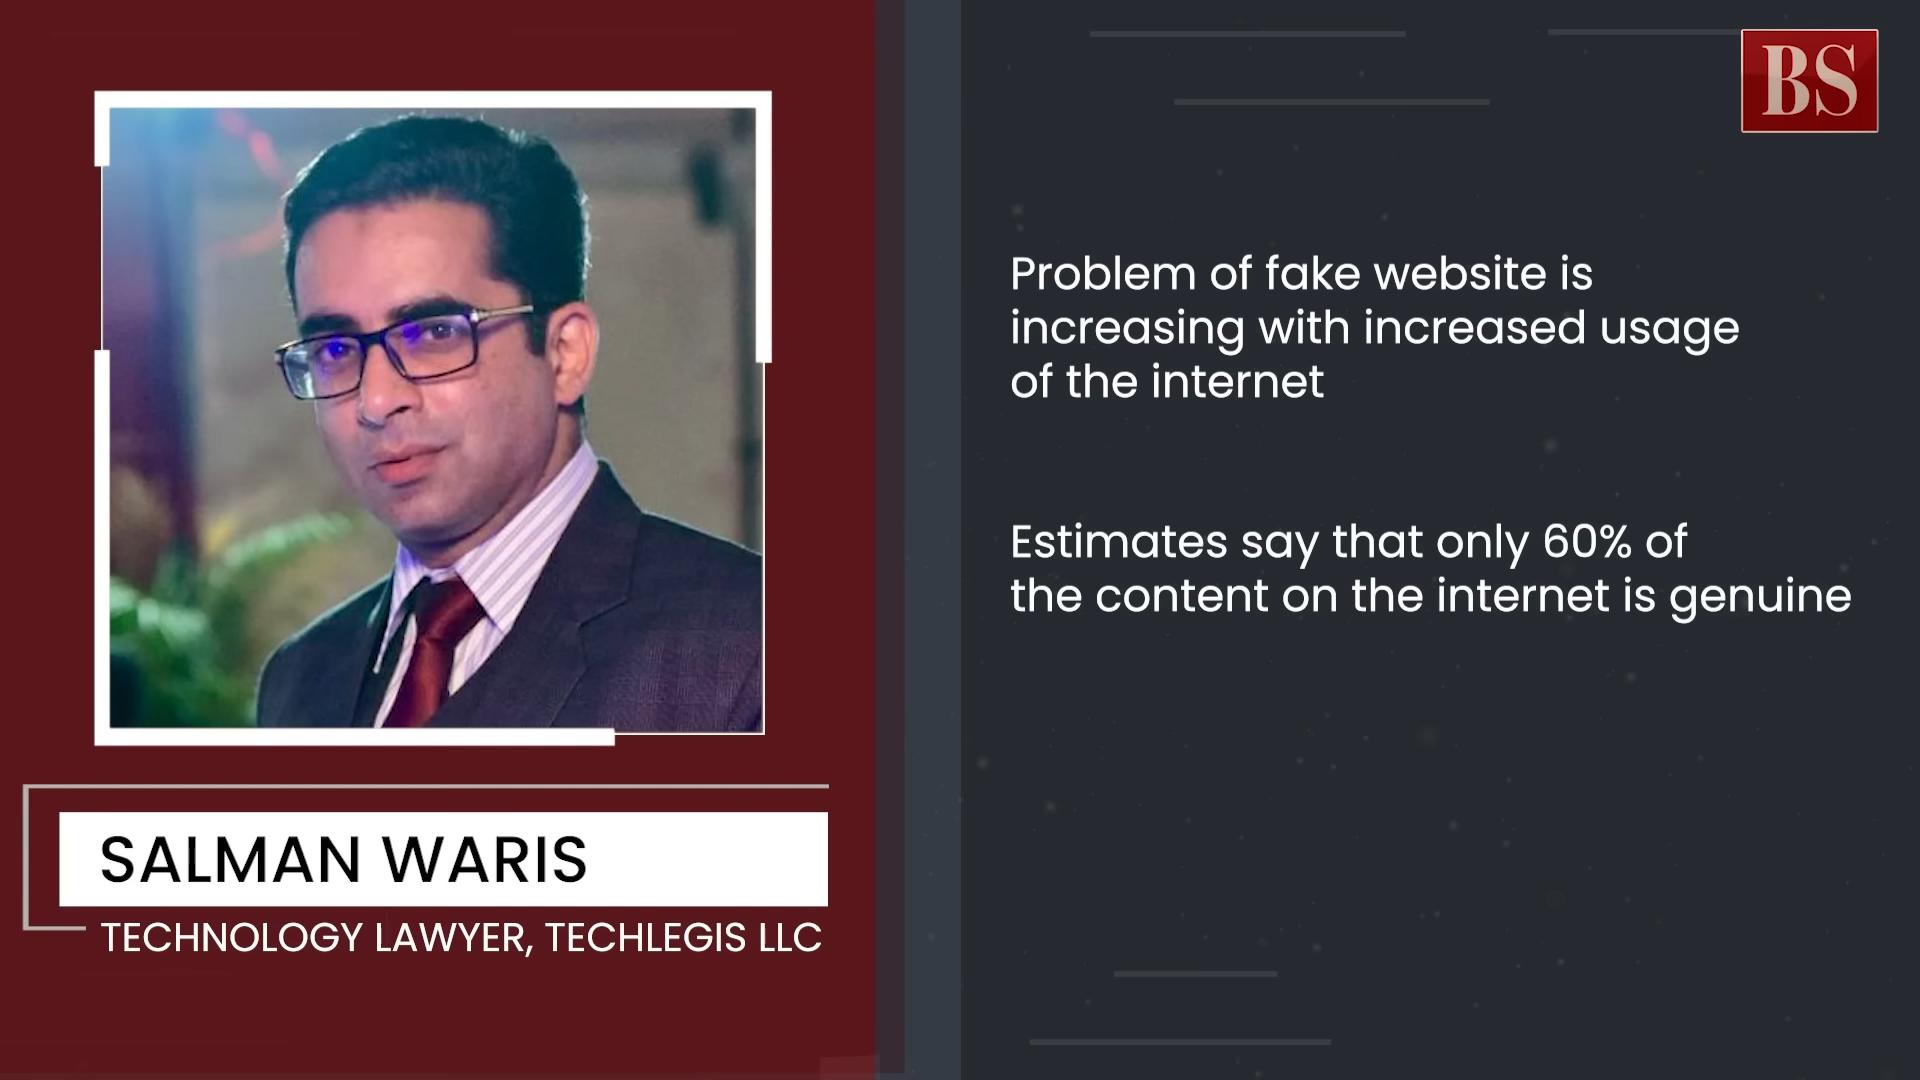 BS
Problem of fake website is
increasing with increased usage
of the internet
Estimates say that only 60% of
the content on the internet is genuine
SALMAN WARIS
TECHNOLOGY LAWYER, TECHLEGIS LLC